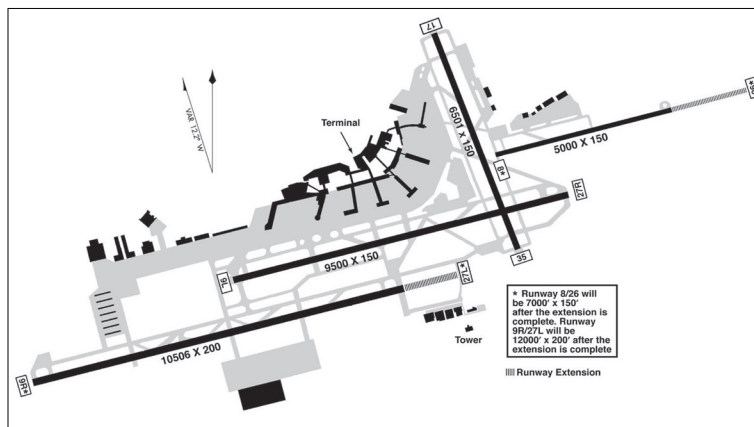 17
26*
VAR 12.2° W
Terminal
6501 X 150
5000 X 150
8*
27R
9500 X 150
9L
27L*
35
10506 X 200
9R*
Tower
* Runway 8/26 will
be 7000' x 150'
after the extension is
complete. Runway
9R/27L will be
12000' x 200' after the
extension is complete
Runway Extension